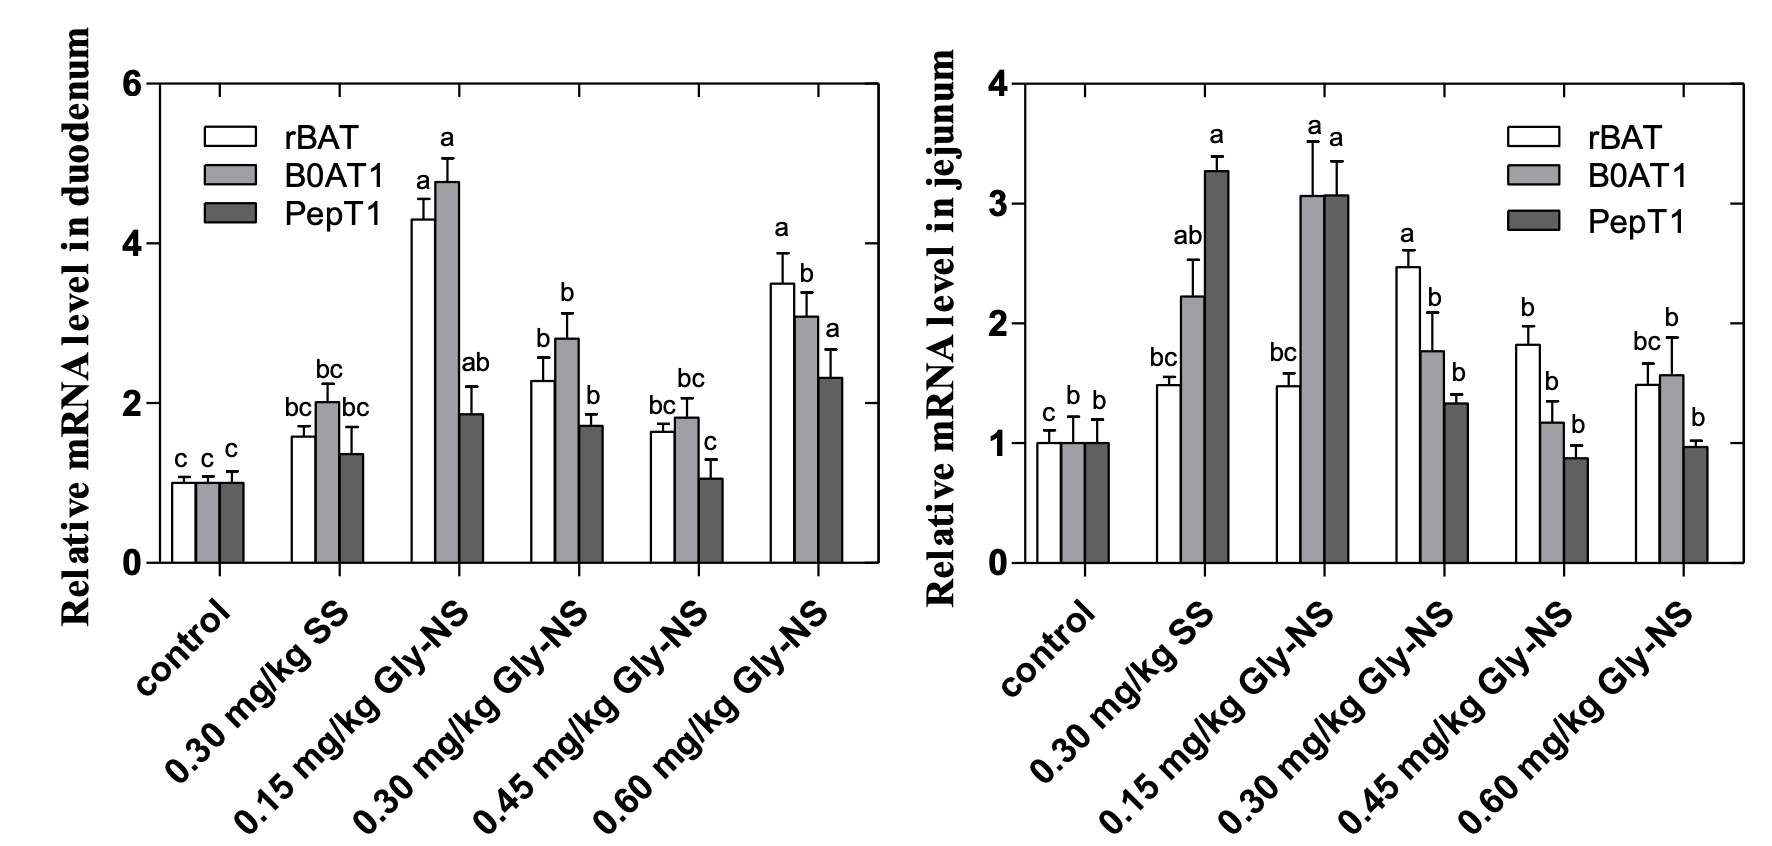 Relative mRNA level in duodenum
6
4
2
0
rBAT
B0AT1
PepT1
c c c
bc bc bc
a a ab
b b b
bc bc c
a b a
control
0.30 mg/kg SS
0.15 mg/kg Gly-NS
0.30 mg/kg Gly-NS
0.45 mg/kg Gly-NS
0.60 mg/kg Gly-NS
Relative mRNA level in jejunum
4
3
2
1
0
rBAT
B0AT1
PepT1
c b b
bc ab a
bc a a
a b b
b b b
bc b b
control
0.30 mg/kg SS
0.15 mg/kg Gly-NS
0.30 mg/kg Gly-NS
0.45 mg/kg Gly-NS
0.60 mg/kg Gly-NS